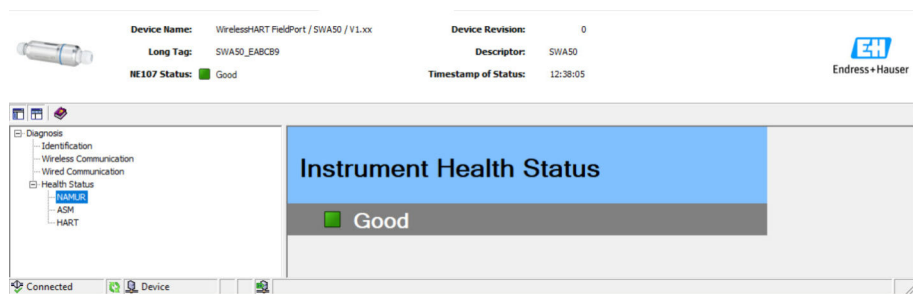 Device Name: WirelessHART FieldPort / SWA50 / V1.xx Device Revision: 0
Long Tag: SWA50_EABCB9 Descriptor: SWA50
NE107 Status: Good Timestamp of Status: 12:38:05
EH
Endress+Hauser
Diagnosis
Identification
Wireless Communication
Wired Communication
Health Status
NAMUR
ASM
HART
Instrument Health Status
Good
Connected Device